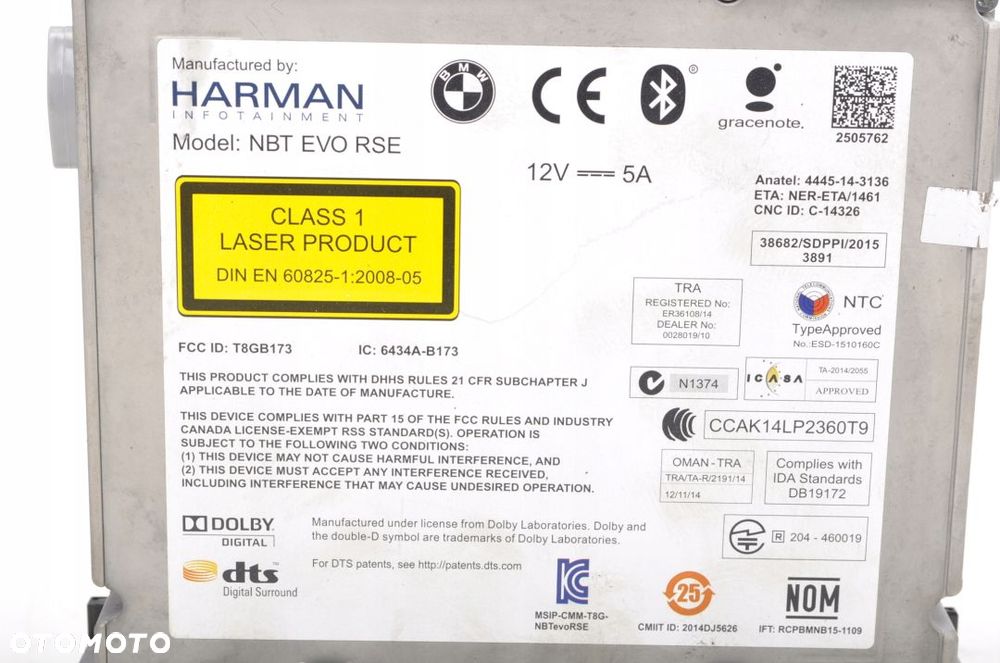 Manufactured by:
HARMAN
INFOTAINMENT
Model: NBT EVO RSE
BMW
CE
®
gracenote.
2505762
12V 5A
Anatel: 4445-14-3136
ETA: NER-ETA/1461
CNC ID: C-14326
38682/SDPPI/2015
3891
CLASS 1
LASER PRODUCT
DIN EN 60825-1:2008-05
TRA
REGISTERED No:
ER36108/14
DEALER No:
0028019/10
NTC
TypeApproved
No.:ESD-1510160C
FCC ID: T8GB173 IC: 6434A-B173
N1374
ICASA
TA-2014/2055
APPROVED
THIS PRODUCT COMPLIES WITH DHHS RULES 21 CFR SUBCHAPTER J
APPLICABLE TO THE DATE OF MANUFACTURE.
THIS DEVICE COMPLIES WITH PART 15 OF THE FCC RULES AND INDUSTRY
CANADA LICENSE-EXEMPT RSS STANDARD(S). OPERATION IS
SUBJECT TO THE FOLLOWING TWO CONDITIONS:
(1) THIS DEVICE MAY NOT CAUSE HARMFUL INTERFERENCE, AND
(2) THIS DEVICE MUST ACCEPT ANY INTERFERENCE RECEIVED,
INCLUDING INTERFERENCE THAT MAY CAUSE UNDESIRED OPERATION.
CCAK14LP2360T9
OMAN-TRA
TRA/TA-R/2191/14
12/11/14
Complies with
IDA Standards
DB19172
DOLBY
DIGITAL
Manufactured under license from Dolby Laboratories. Dolby and
the double-D symbol are trademarks of Dolby Laboratories.
R 204 - 460019
dts
Digital Surround
For DTS patents, see http://patents.dts.com
MSIP-CMM-T8G-
NBTevoRSE
25
CMIIT ID: 2014DJ5626
NOM
IFT: RCPBMNB15-1109
OTOMOTO